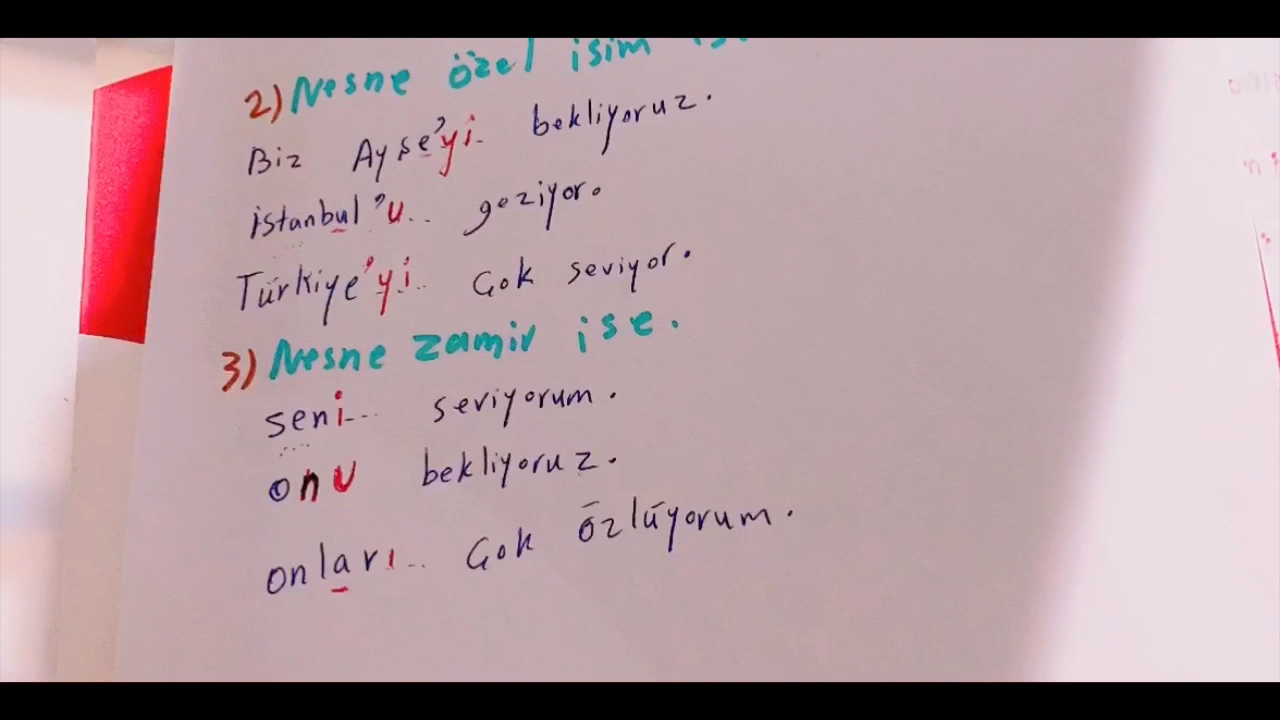 2) Nesne özel isim
Biz Ayşe'yi.. bekliyoruz.
istanbul'u.. geziyor.
Türkiye'yi.. Çok seviyor.
3) Nesne zamir ise.
seni... seviyorum.
onu bekliyoruz.
onları.. Çok özlüyorum.